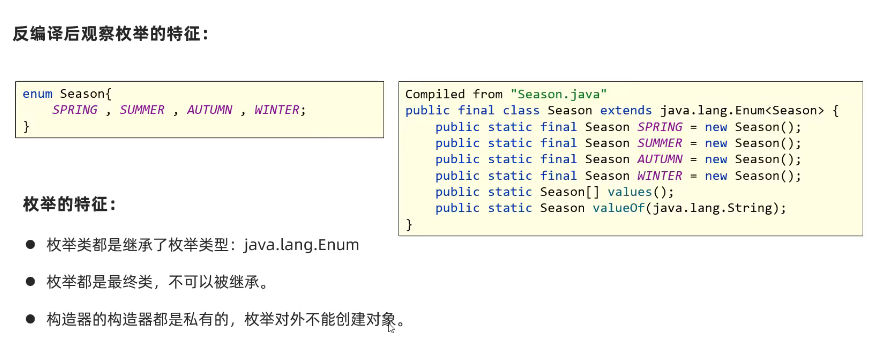 反编译后观察枚举的特征：
enum Season{
    SPRING , SUMMER , AUTUMN , WINTER;
}
Compiled from "Season.java"
public final class Season extends java.lang.Enum<Season> {
    public static final Season SPRING = new Season();
    public static final Season SUMMER = new Season();
    public static final Season AUTUMN = new Season();
    public static final Season WINTER = new Season();
    public static Season[] values();
    public static Season valueOf(java.lang.String);
}
枚举的特征：
● 枚举类都是继承了枚举类型：java.lang.Enum
● 枚举都是最终类，不可以被继承。
● 构造器的构造器都是私有的，枚举对外不能创建对象。